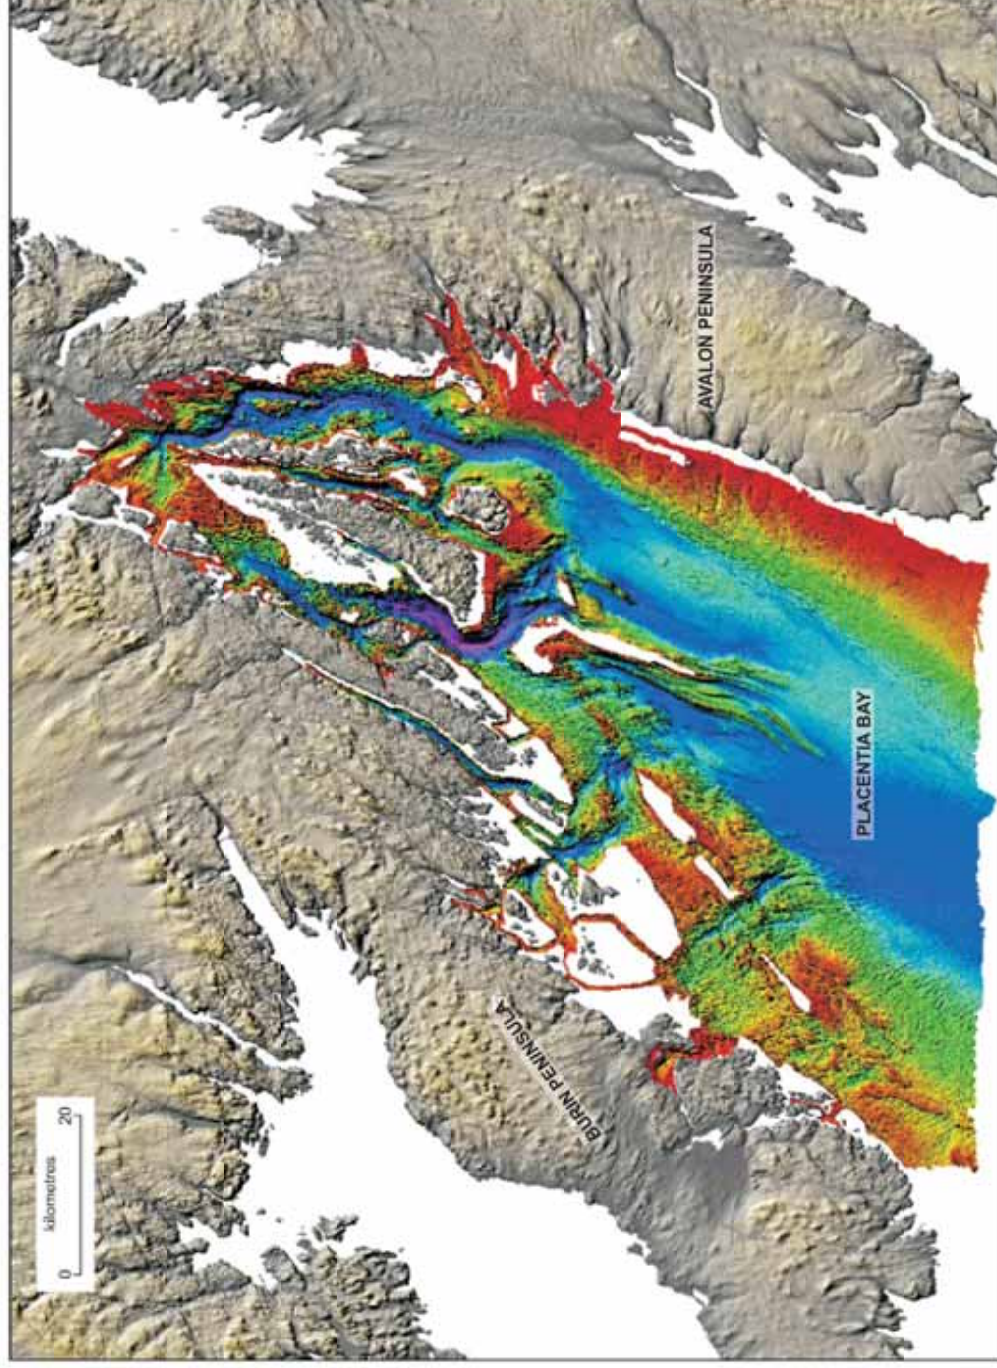 kilometres
0 20
BURIN PENINSULA
AVALON PENINSULA
PLACENTIA BAY